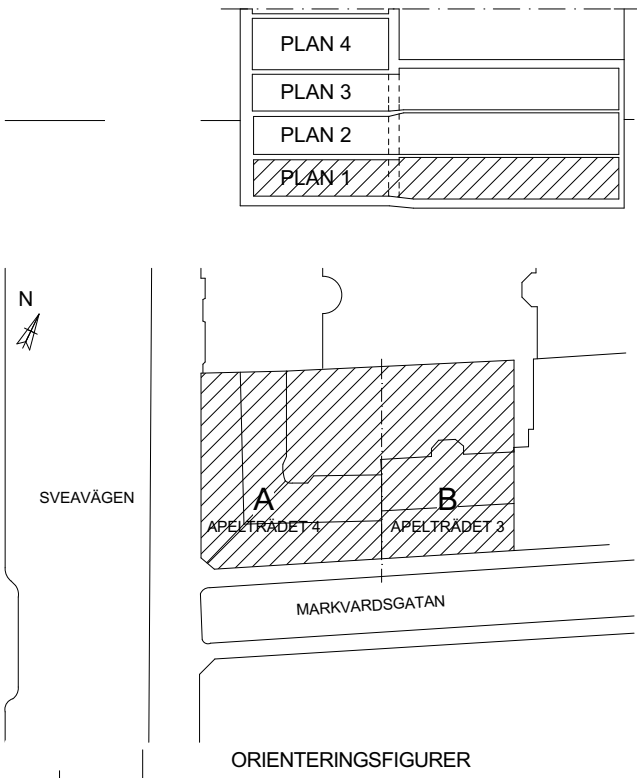 PLAN 4
PLAN 3
PLAN 2
PLAN 1
N
SVEAVÄGEN
A
APELTRÄDET 4
B
APELTRÄDET 3
MARKVARDSGATAN
ORIENTERINGSFIGURER